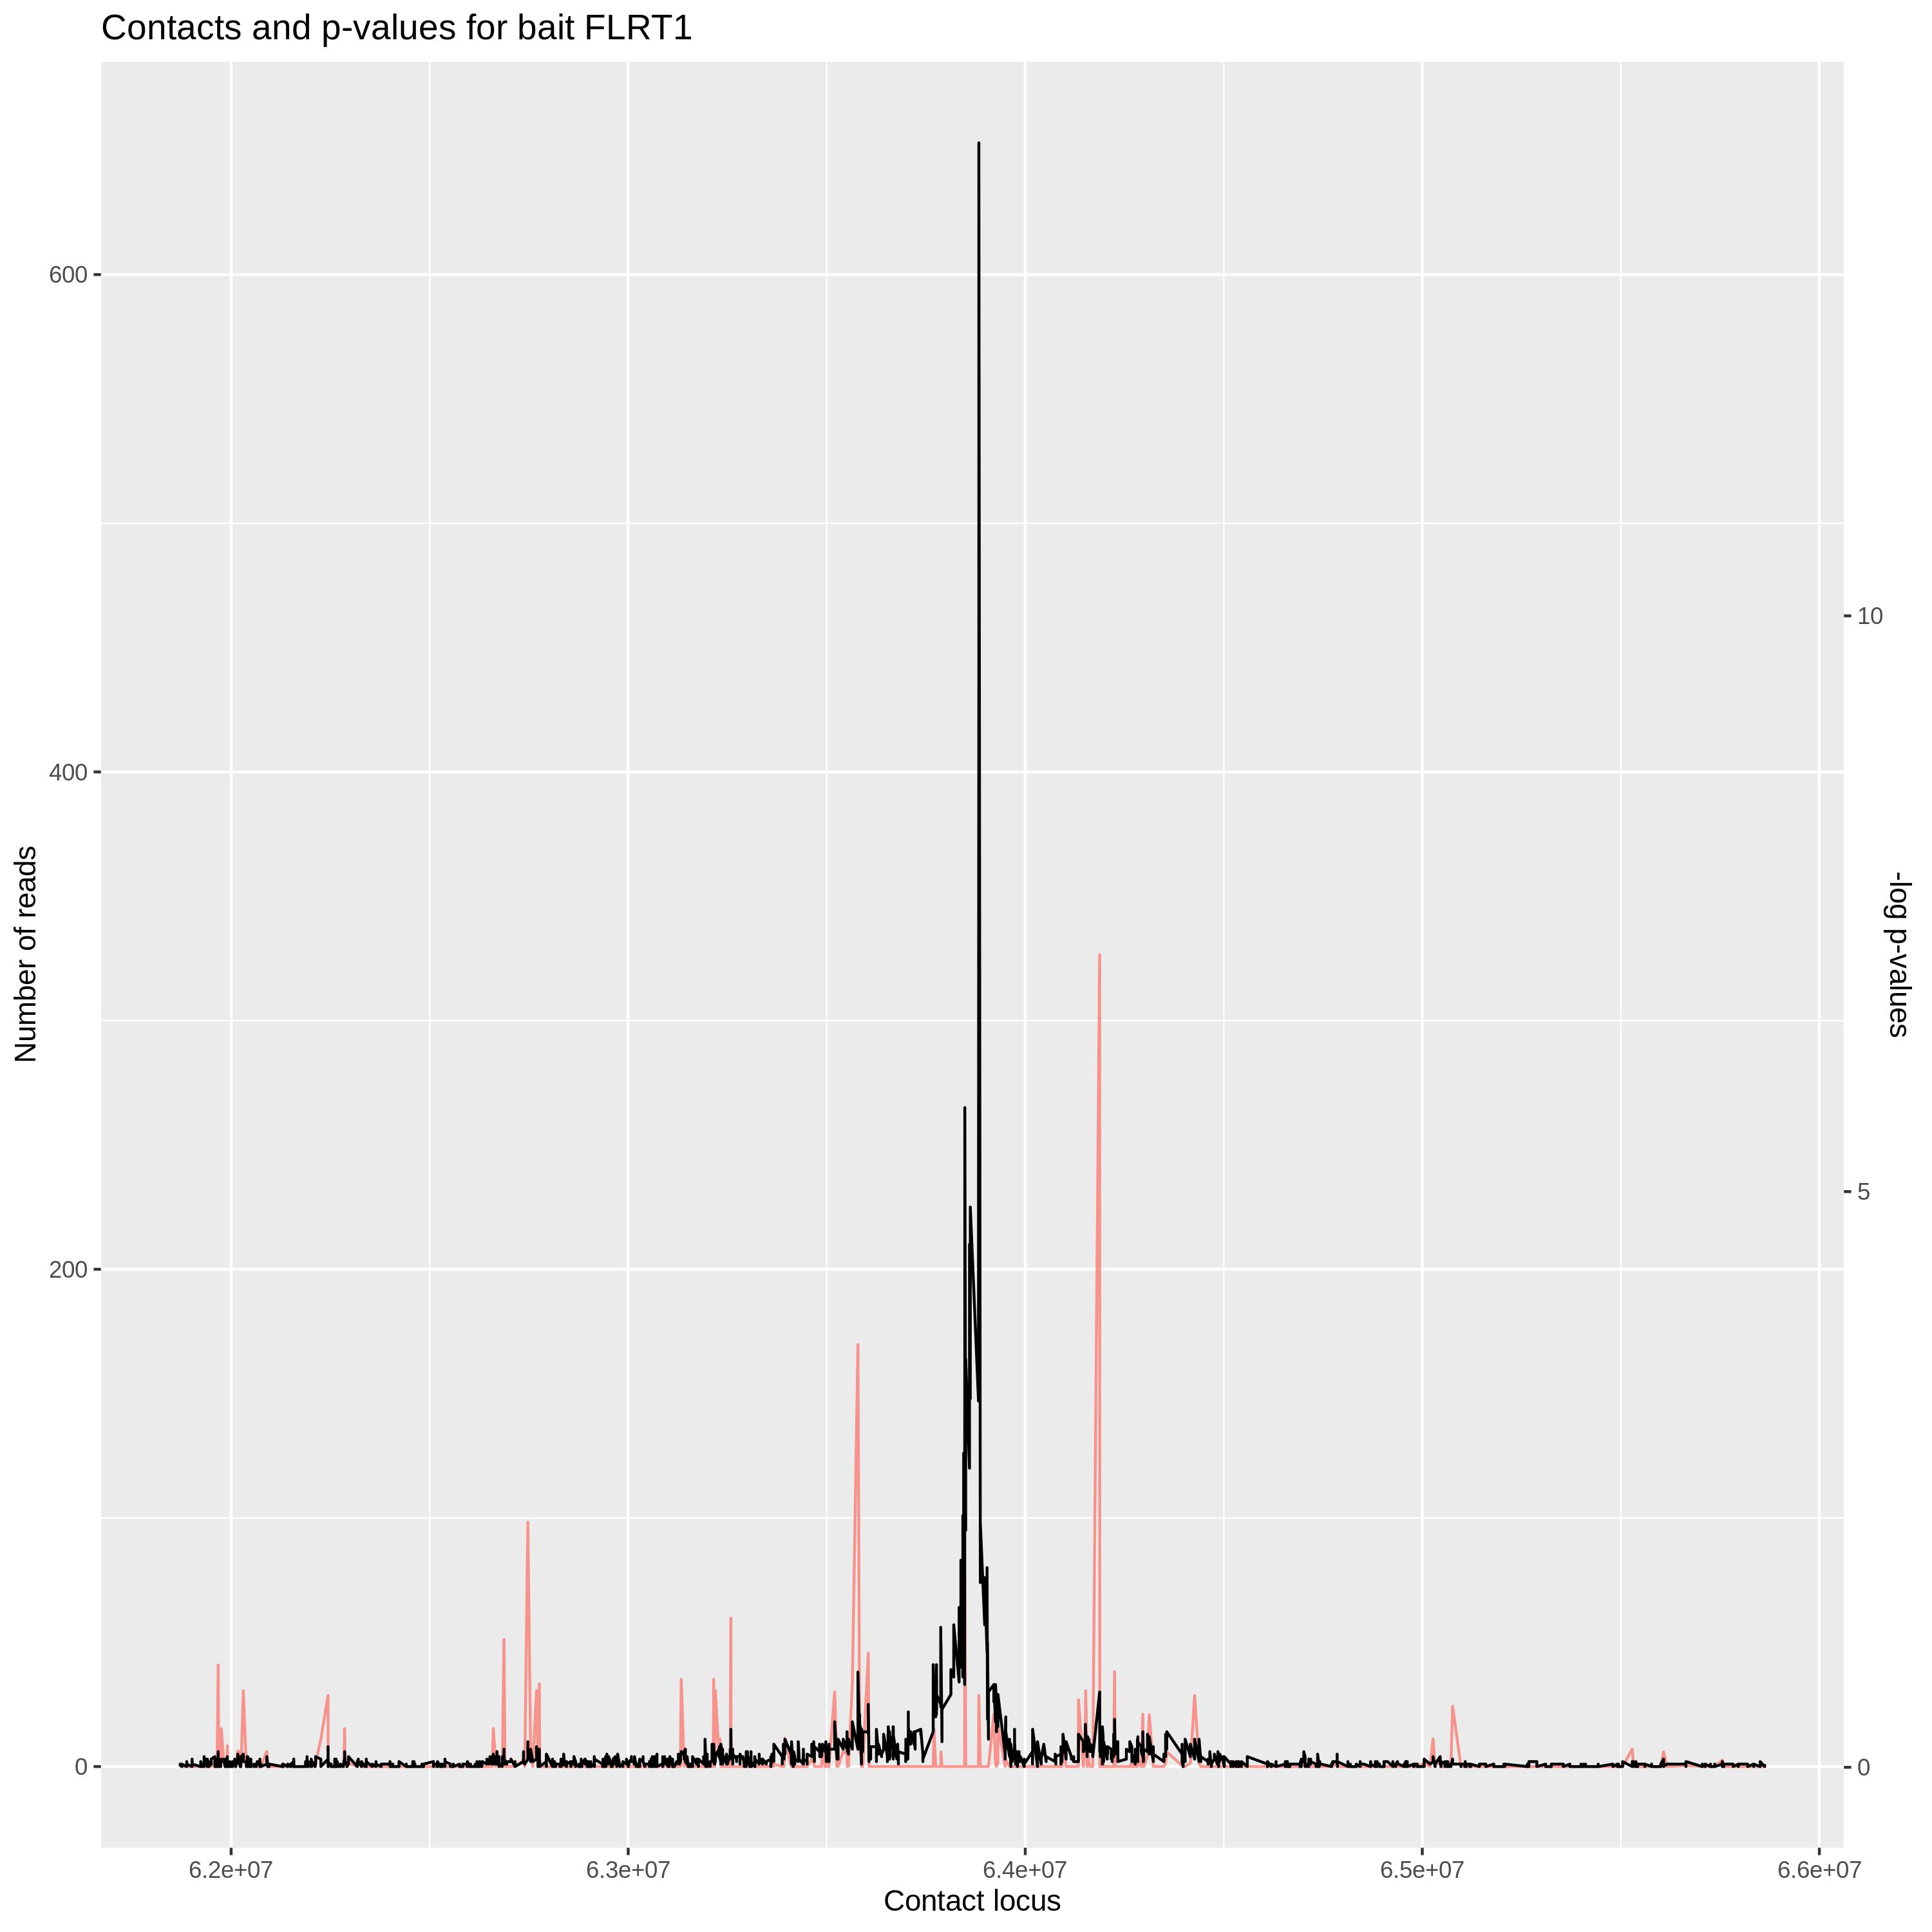 Contacts and p-values for bait FLRT1
Number of reads
600
400
200
0
10
5
0
-log p-values
6.2e+07
6.3e+07
6.4e+07
6.5e+07
6.6e+07
Contact locus